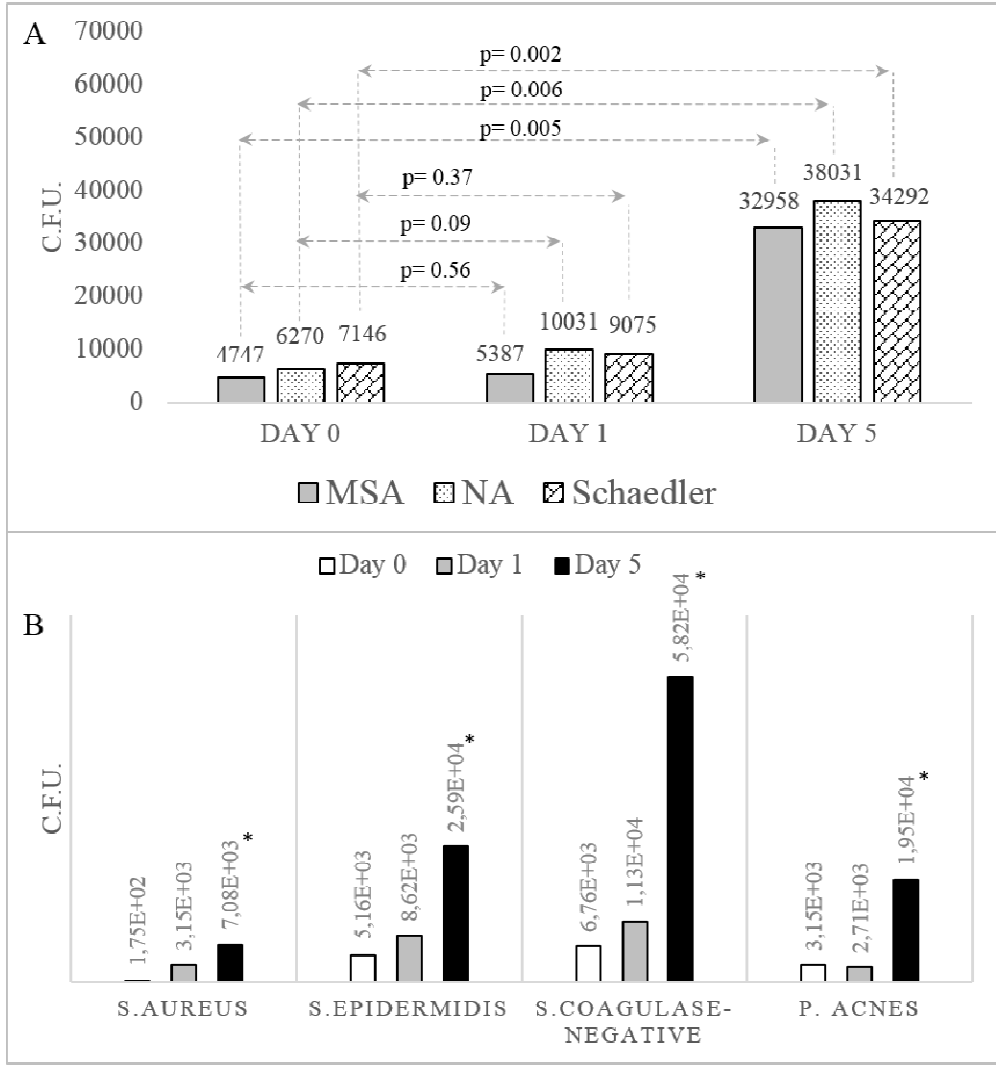 A
70000
60000
50000
40000
30000
20000
10000
0
C.F.U.
p= 0.002
p= 0.006
p= 0.005
p= 0.37
p= 0.09
p= 0.56
4747
6270
7146
5387
10031
9075
32958
38031
34292
DAY 0
DAY 1
DAY 5
MSA
NA
Schaedler
Day 0
Day 1
Day 5
B
C.F.U.
1,75E+02
3,15E+03
7,08E+03 *
5,16E+03
8,62E+03
2,59E+04 *
6,76E+03
1,13E+04
5,82E+04 *
3,15E+03
2,71E+03
1,95E+04 *
S.AUREUS
S.EPIDERMIDIS
S.COAGULASE-
NEGATIVE
P. ACNES